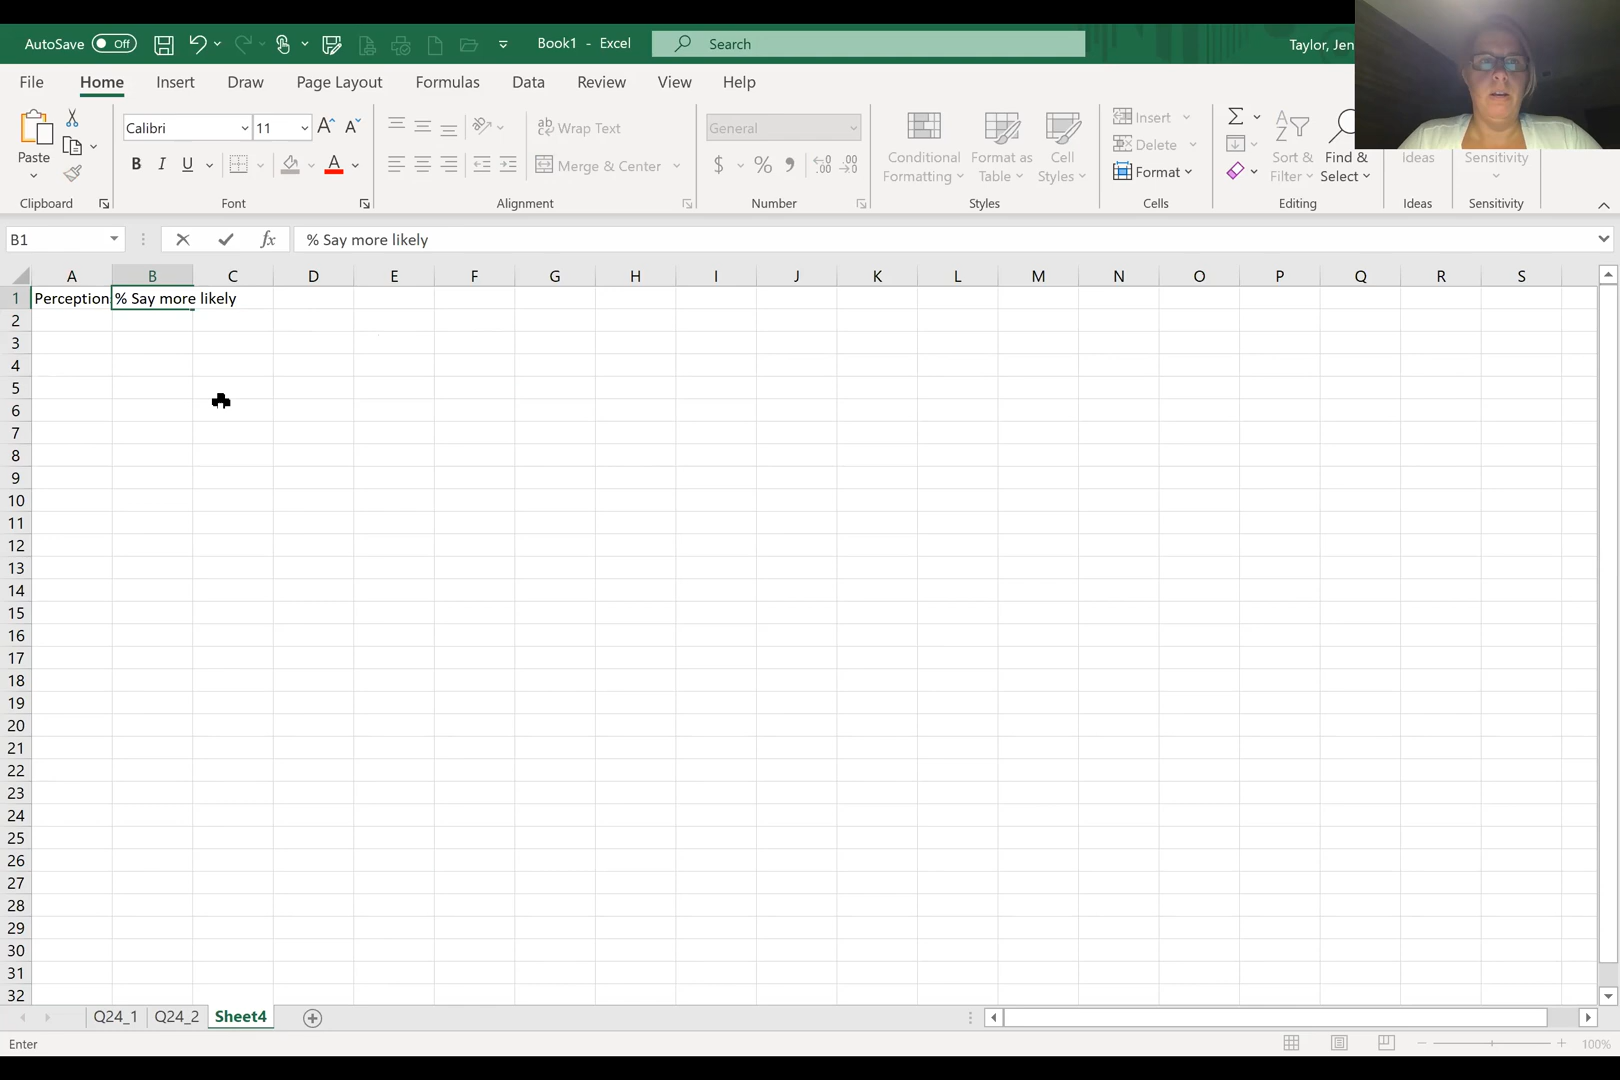 AutoSave Off Book1 - Excel Search Taylor, Jen
File Home Insert Draw Page Layout Formulas Data Review View Help
Paste
Clipboard
Calibri 11
B I U
Font
Wrap Text
Merge & Center
Alignment
General
$ % 9 .00
Number
Conditional Formatting
Format as Table
Cell Styles
Styles
Insert
Delete
Format
Cells
Sort & Filter
Find & Select
Editing
Ideas
Ideas
Sensitivity
Sensitivity
B1 fx % Say more likely
A B C D E F G H I J K L M N O P Q R S
1 Perception % Say more likely
2
3
4
5
6
7
8
9
10
11
12
13
14
15
16
17
18
19
20
21
22
23
24
25
26
27
28
29
30
31
32
Q24_1 Q24_2 Sheet4
Enter 100%